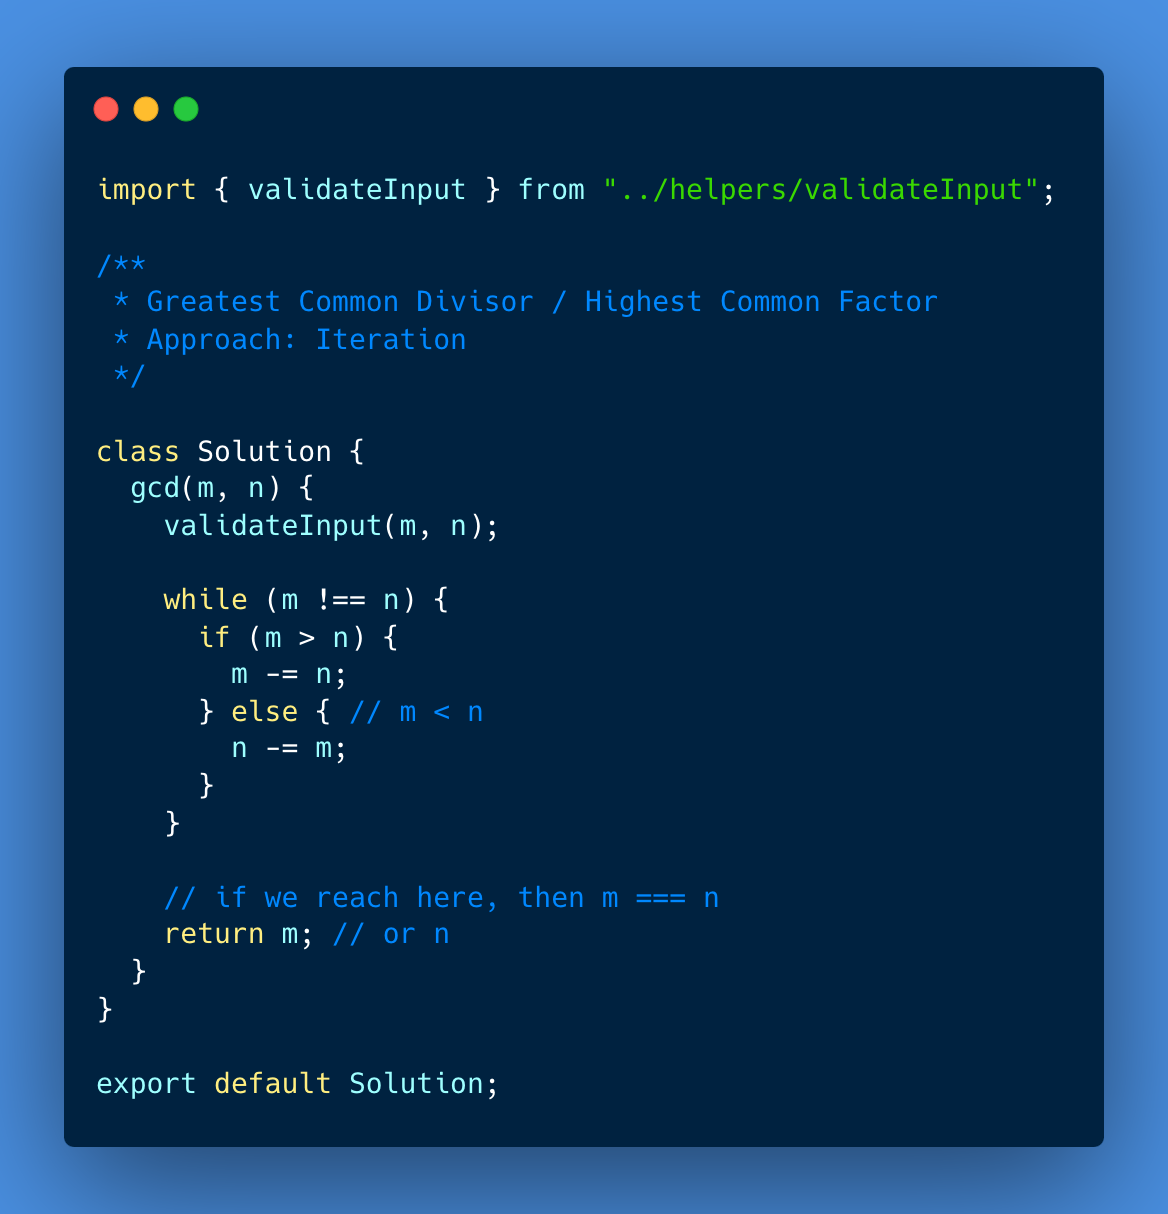 import { validateInput } from "../helpers/validateInput";

/**
 * Greatest Common Divisor / Highest Common Factor
 * Approach: Iteration
 */

class Solution {
  gcd(m, n) {
    validateInput(m, n);

    while (m !== n) {
      if (m > n) {
        m -= n;
      } else { // m < n
        n -= m;
      }
    }

    // if we reach here, then m === n
    return m; // or n
  }
}

export default Solution;